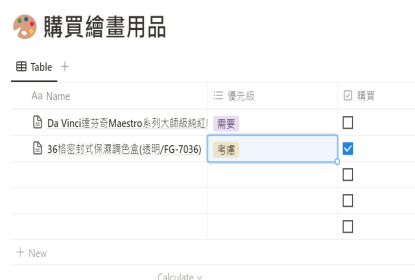 購買繪畫用品
Table
Aa Name 優先級 購買
Da Vinci達芬奇Maestro系列大師級純紅 需要
36格密封式保濕調色盒(透明/FG-7036) 考慮
New
Calculate